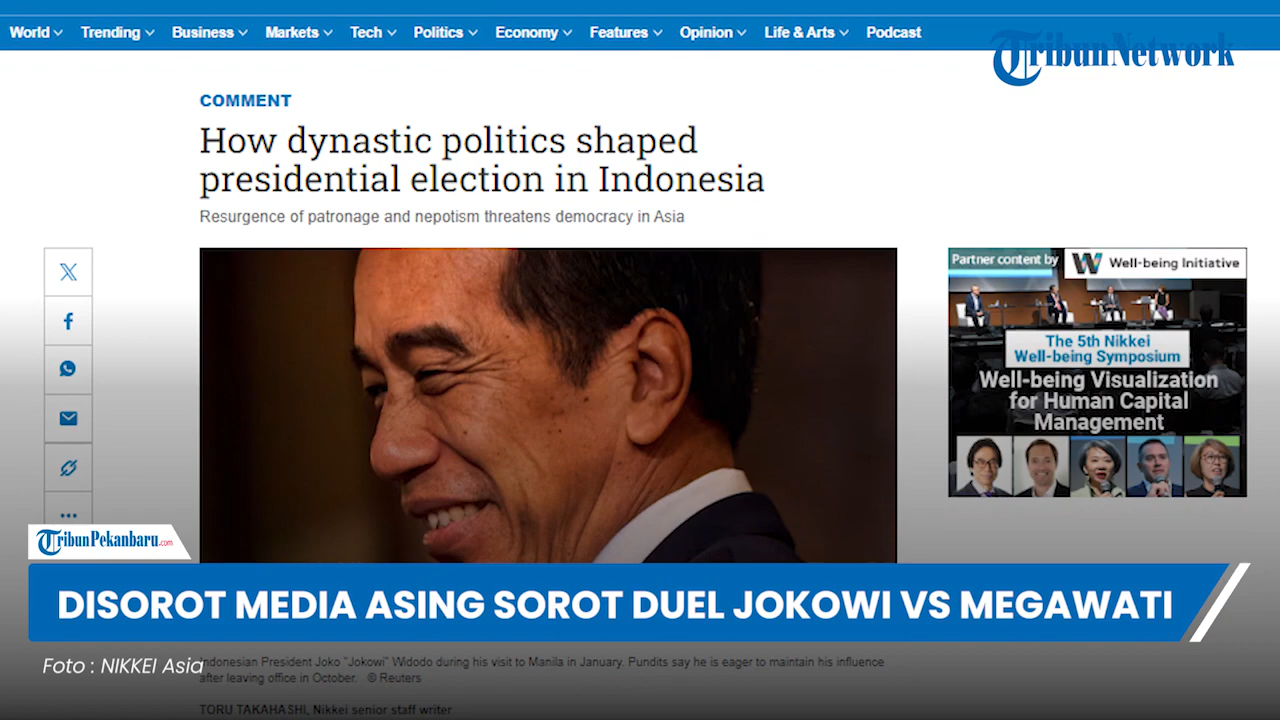 World Trending Business Markets Tech Politics Economy Features Opinion Life & Arts Podcast
TribunNetwork
COMMENT
How dynastic politics shaped
presidential election in Indonesia
Resurgence of patronage and nepotism threatens democracy in Asia
Partner content by W Well-being Initiative
The 5th Nikkei
Well-being Symposium
Well-being Visualization
for Human Capital
Management
TribunPekanbaru.com
DISOROT MEDIA ASING SOROT DUEL JOKOWI VS MEGAWATI
Foto : NIKKEI Asia
Indonesian President Joko "Jokowi" Widodo during his visit to Manila in January. Pundits say he is eager to maintain his influence
after leaving office in October. © Reuters
TORU TAKAHASHI, Nikkei senior staff writer